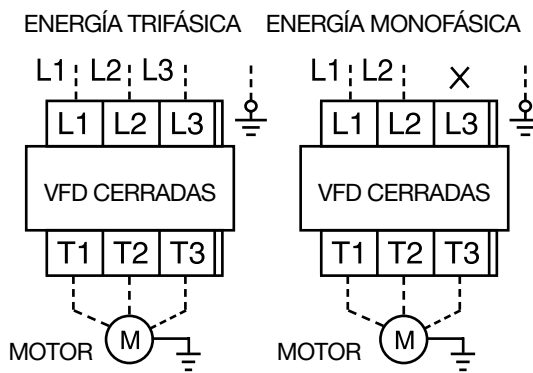 ENERGÍA TRIFÁSICA
L1 L2 L3
L1 L2 L3
VFD CERRADAS
T1 T2 T3
M
MOTOR
ENERGÍA MONOFÁSICA
L1 L2 X
L1 L2 L3
VFD CERRADAS
T1 T2 T3
M
MOTOR